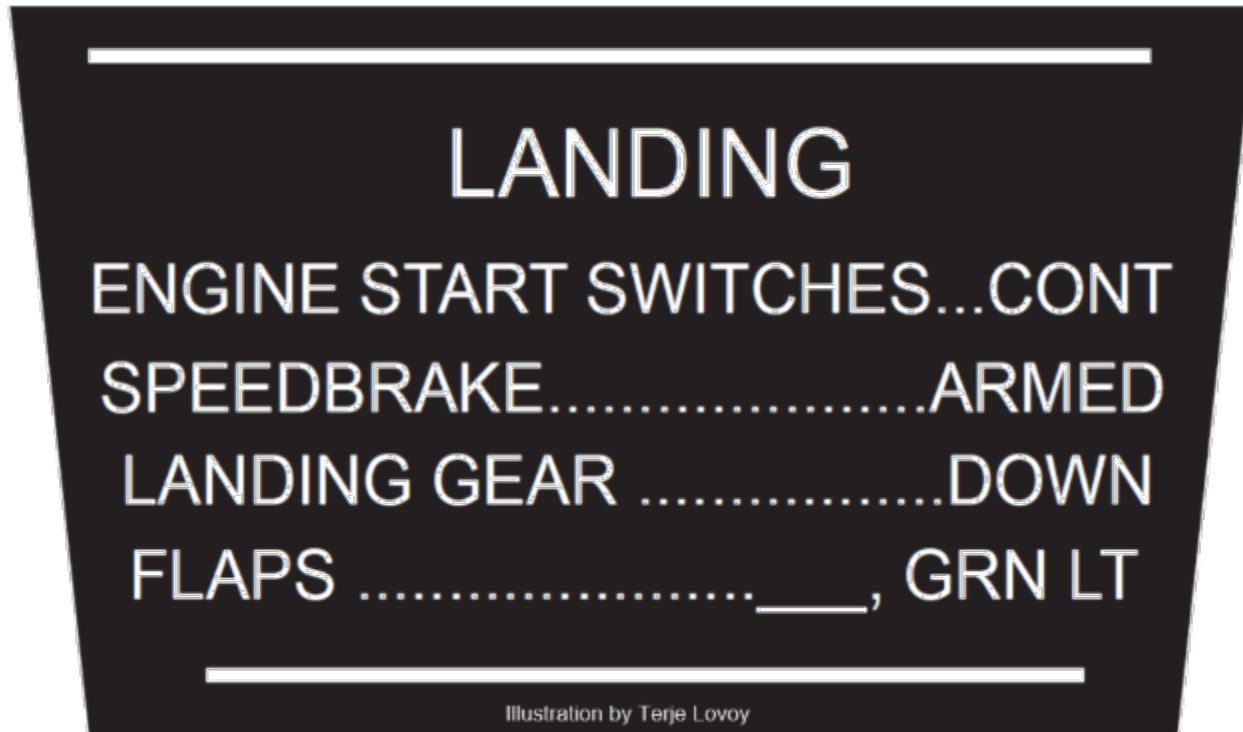 LANDING
ENGINE START SWITCHES...CONT
SPEEDBRAKE.....................ARMED
LANDING GEAR .................DOWN
FLAPS ......................___, GRN LT
Illustration by Terje Lovoy